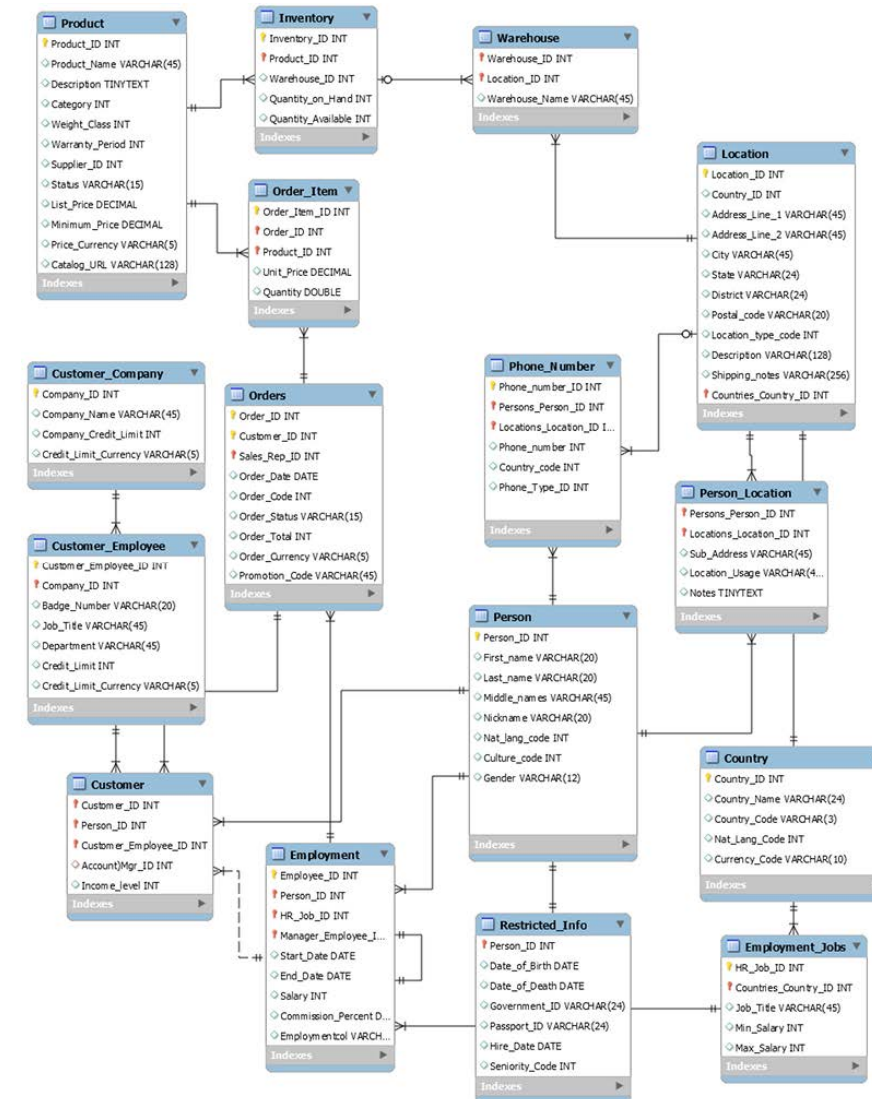 Product
Product_ID INT
Product_Name VARCHAR(45)
Description TINYTEXT
Category INT
Weight_Class INT
Warranty_Period INT
Supplier_ID INT
Status VARCHAR(15)
List_Price DECIMAL
Minimum_Price DECIMAL
Price_Currency VARCHAR(5)
Catalog_URL VARCHAR(128)
Indexes
Inventory
Inventory_ID INT
Product_ID INT
Warehouse_ID INT
Quantity_on_Hand INT
Quantity_Available INT
Indexes
Warehouse
Warehouse_ID INT
Location_ID INT
Warehouse_Name VARCHAR(45)
Indexes
Order_Item
Order_Item_ID INT
Order_ID INT
Product_ID INT
Unit_Price DECIMAL
Quantity DOUBLE
Indexes
Location
Location_ID INT
Country_ID INT
Address_Line_1 VARCHAR(45)
Address_Line_2 VARCHAR(45)
City VARCHAR(45)
State VARCHAR(24)
District VARCHAR(24)
Postal_code VARCHAR(20)
Location_type_code INT
Description VARCHAR(128)
Shipping_notes VARCHAR(256)
Countries_Country_ID INT
Indexes
Customer_Company
Company_ID INT
Company_Name VARCHAR(45)
Company_Credit_Limit INT
Credit_Limit_Currency VARCHAR(5)
Indexes
Orders
Order_ID INT
Customer_ID INT
Sales_Rep_ID INT
Order_Date DATE
Order_Code INT
Order_Status VARCHAR(15)
Order_Total INT
Order_Currency VARCHAR(5)
Promotion_Code VARCHAR(45)
Indexes
Phone_Number
Phone_number_ID INT
Persons_Person_ID INT
Locations_Location_ID I...
Phone_number INT
Country_code INT
Phone_Type_ID INT
Indexes
Person_Location
Persons_Person_ID INT
Locations_Location_ID INT
Sub_Address VARCHAR(45)
Location_Usage VARCHAR(4...
Notes TINYTEXT
Indexes
Customer_Employee
Customer_Employee_ID INT
Company_ID INT
Badge_Number VARCHAR(20)
Job_Title VARCHAR(45)
Department VARCHAR(45)
Credit_Limit INT
Credit_Limit_Currency VARCHAR(5)
Indexes
Person
Person_ID INT
First_name VARCHAR(20)
Last_name VARCHAR(20)
Middle_names VARCHAR(45)
Nickname VARCHAR(20)
Nat_lang_code INT
Culture_code INT
Gender VARCHAR(12)
Indexes
Customer
Customer_ID INT
Person_ID INT
Customer_Employee_ID INT
Account)Mgr_ID INT
Income_level INT
Indexes
Country
Country_ID INT
Country_Name VARCHAR(24)
Country_Code VARCHAR(3)
Nat_Lang_Code INT
Currency_Code VARCHAR(10)
Indexes
Employment
Employee_ID INT
Person_ID INT
HR_Job_ID INT
Manager_Employee_I...
Start_Date DATE
End_Date DATE
Salary INT
Commission_Percent D...
Employmentcol VARCH...
Indexes
Restricted_Info
Person_ID INT
Date_of_Birth DATE
Date_of_Death DATE
Government_ID VARCHAR(24)
Passport_ID VARCHAR(24)
Hire_Date DATE
Seniority_Code INT
Indexes
Employment_Jobs
HR_Job_ID INT
Countries_Country_ID INT
Job_Title VARCHAR(45)
Min_Salary INT
Max_Salary INT
Indexes